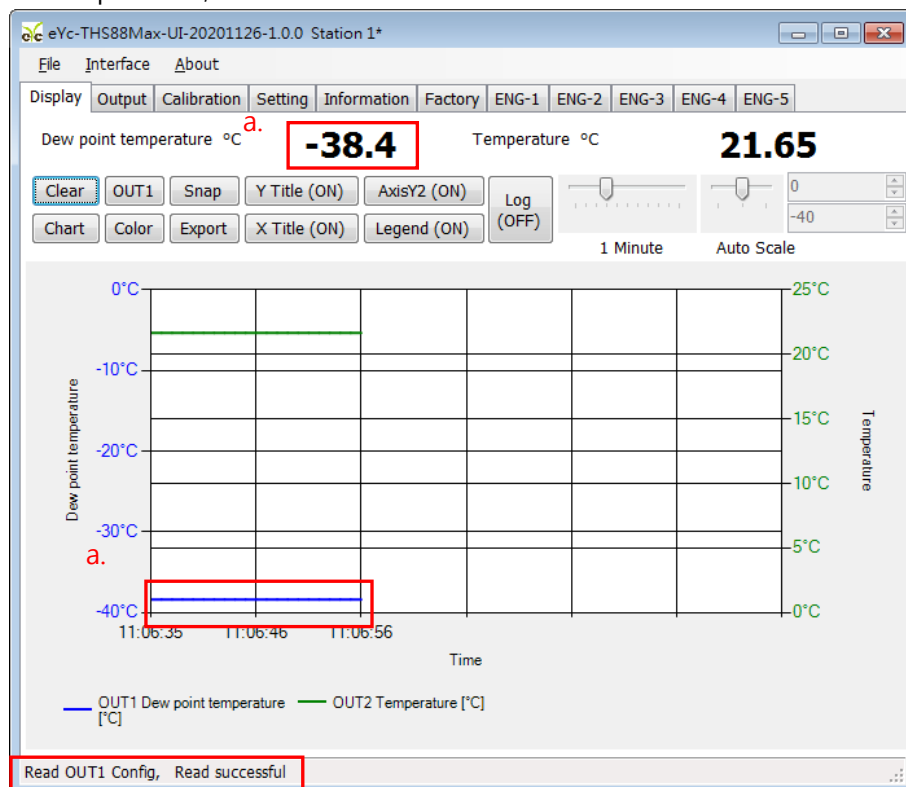 eYc-THS88Max-UI-20201126-1.0.0 Station 1*
File Interface About
Display Output Calibration Setting Information Factory ENG-1 ENG-2 ENG-3 ENG-4 ENG-5
a.
Dew point temperature °C -38.4 Temperature °C 21.65
Clear OUT1 Snap Y Title (ON) AxisY2 (ON) Log (OFF) 0
Chart Color Export X Title (ON) Legend (ON) -40
1 Minute Auto Scale
0°C 25°C
20°C
-10°C
15°C
-20°C
10°C
-30°C
5°C
a.
-40°C 0°C
Dew point temperature
Temperature
11:06:35 11:06:46 11:06:56
Time
OUT1 Dew point temperature [°C]
OUT2 Temperature [°C]
Read OUT1 Config, Read successful